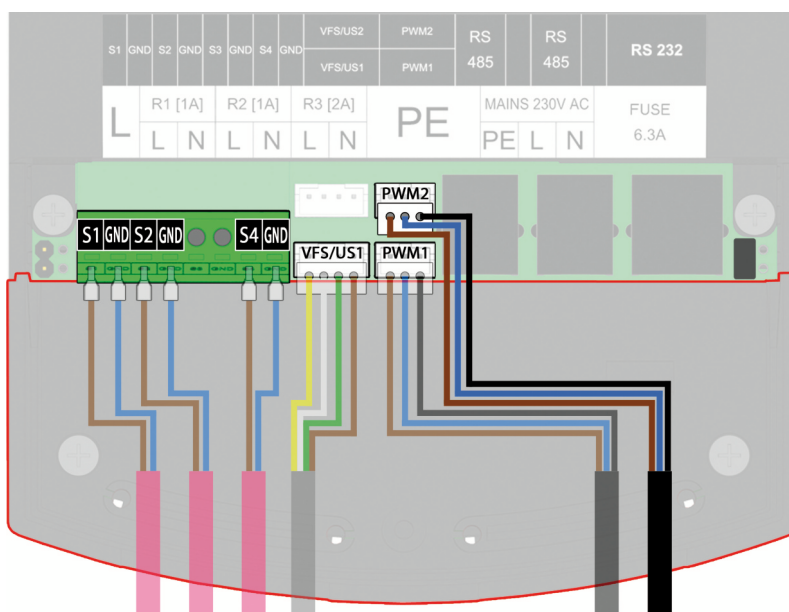 S1 GND S2 GND S3 GND S4 GND VFS/US2 PWM2 RS 485 RS 485 RS 232
VFS/US1 PWM1
L R1 [1A] R2 [1A] R3 [2A] PE MAINS 230V AC FUSE
L N L N L N PE L N 6.3A
PWM2
S1 GND S2 GND S4 GND
VFS/US1 PWM1